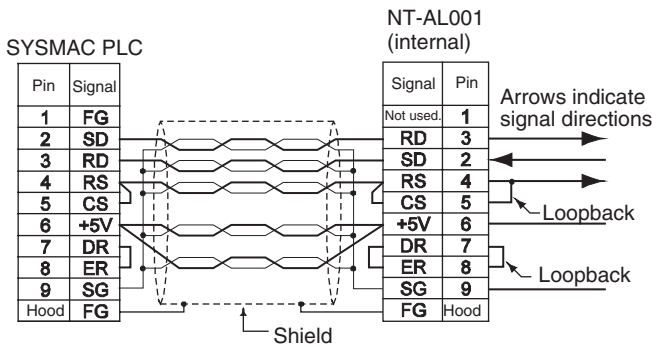 NT-AL001
(internal)
SYSMAC PLC
Pin Signal
1 FG
2 SD
3 RD
4 RS
5 CS
6 +5V
7 DR
8 ER
9 SG
Hood FG
Signal Pin
Not used. 1
RD 3
SD 2
RS 4
CS 5
+5V 6
DR 7
ER 8
SG 9
FG Hood
Arrows indicate
signal directions
Loopback
Loopback
Shield